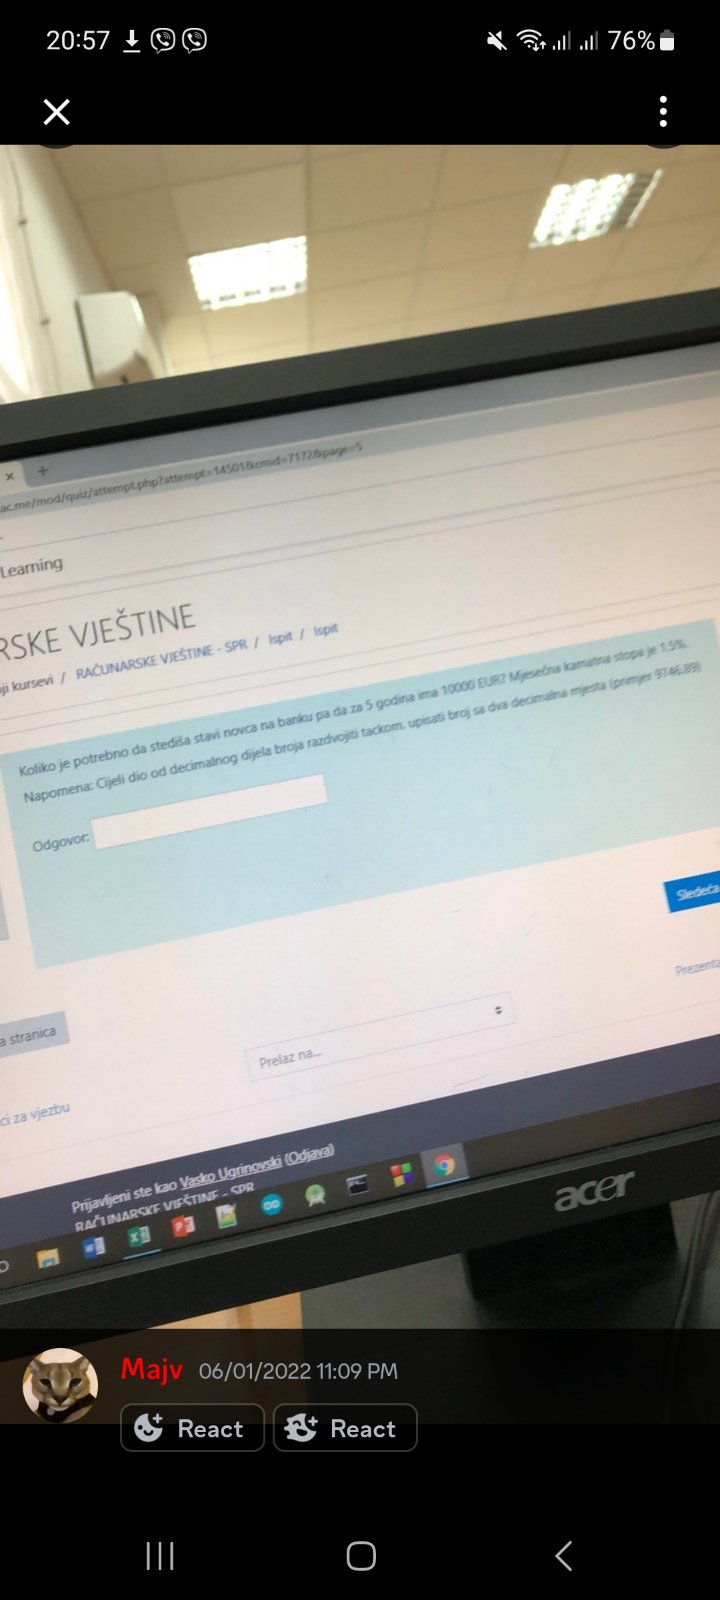 20:57
76%
ac.me/mod/quiz/attempt.php?attempt=14501&cmid=7172&page=5
Learning
RSKE VJEŠTINE
ji kursevi / RAČUNARSKE VJEŠTINE - SPR / Ispit / Ispit
Koliko je potrebno da stediša stavi novca na banku pa da za 5 godina ima 10000 EUR? Mjesečna kamatna stopa je 1.5%.
Napomena: Cijeli dio od decimalnog dijela broja razdvojiti tackom. upisati broj sa dva decimalna mjesta (primjer 9746.89)
Odgovor:
Sledeća
Prezenta
a stranica
Prelaz na...
ci za vjezbu
Prijavljeni ste kao Vasko Ugrinovski (Odjava)
RAČUNARSKE VJEŠTINE - SPR
acer
Majv 06/01/2022 11:09 PM
React React